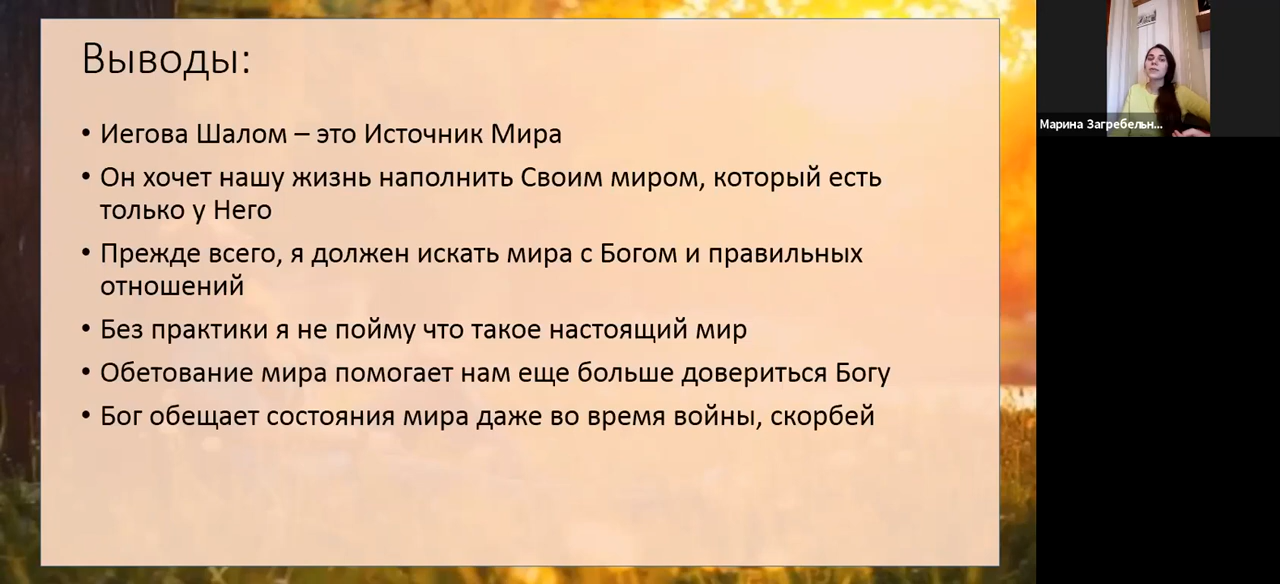 Выводы:
• Иегова Шалом – это Источник Мира
• Он хочет нашу жизнь наполнить Своим миром, который есть
только у Него
• Прежде всего, я должен искать мира с Богом и правильных
отношений
• Без практики я не пойму что такое настоящий мир
• Обетование мира помогает нам еще больше довериться Богу
• Бог обещает состояния мира даже во время войны, скорбей
Марина Загребельн...